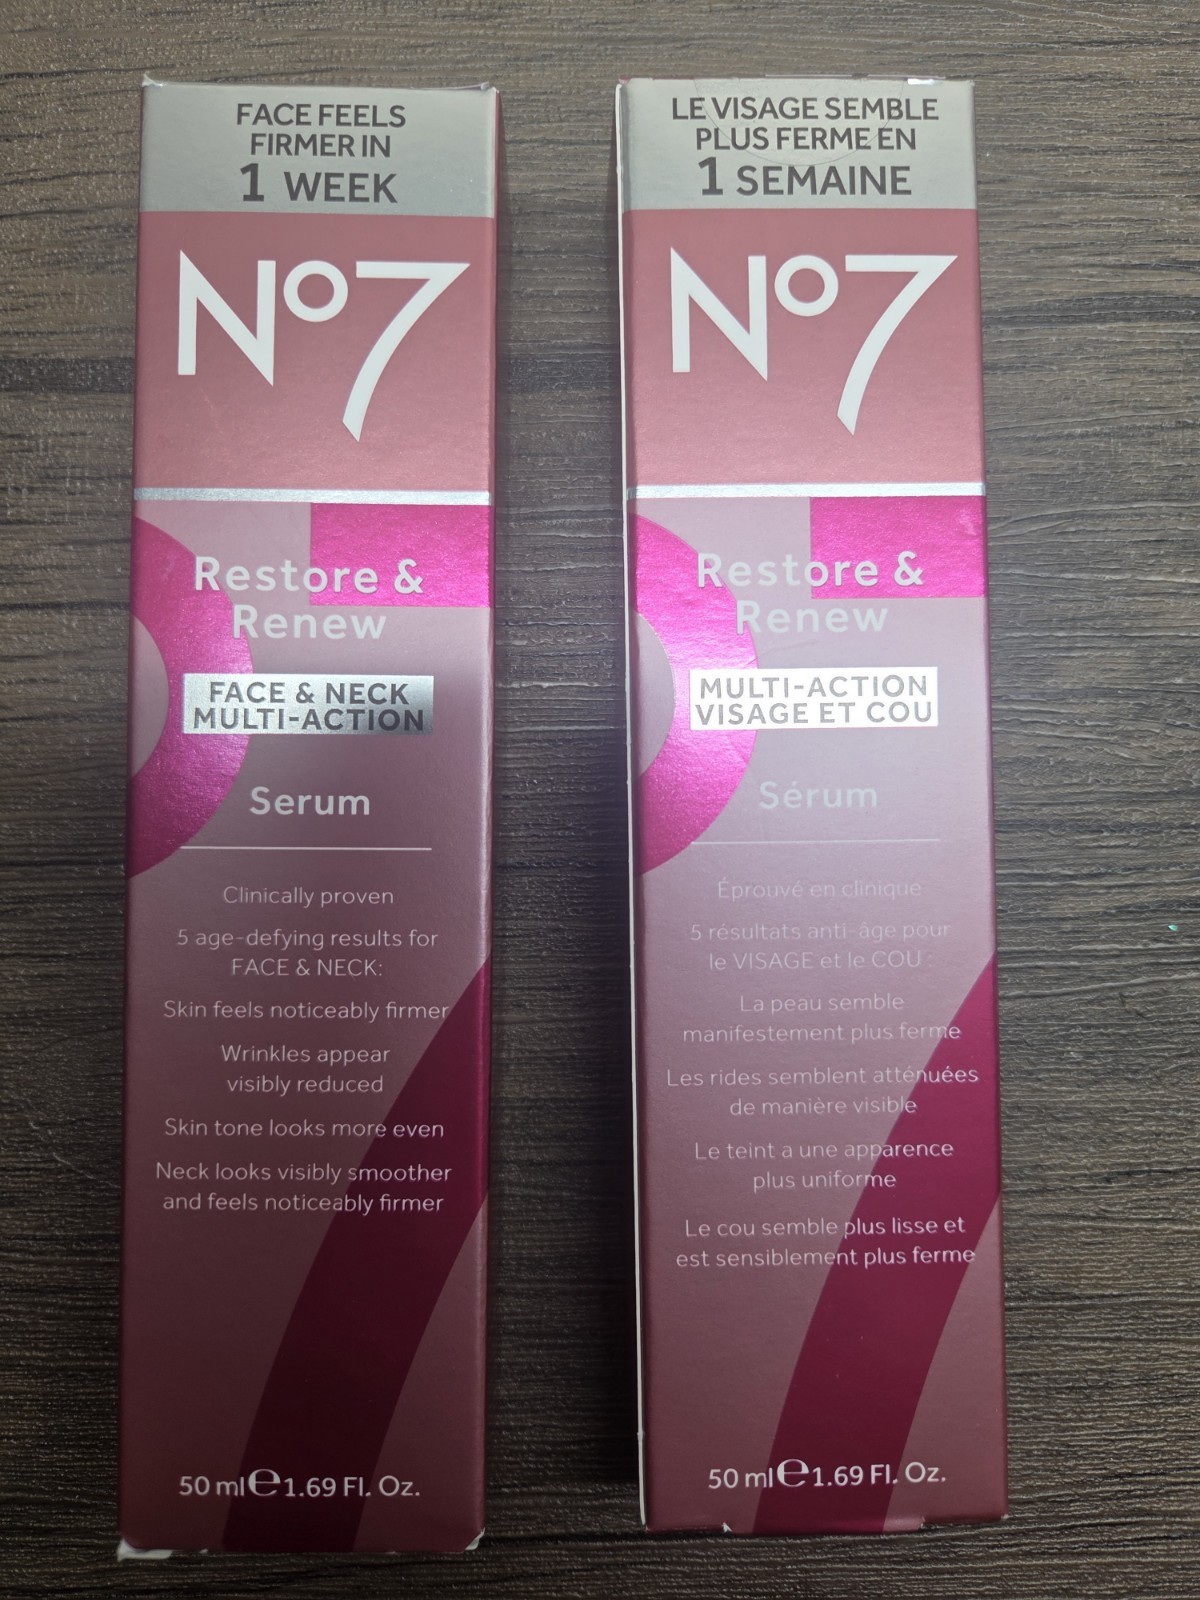 FACE FEELS
FIRMER IN
1 WEEK
No7
Restore &
Renew
FACE & NECK
MULTI-ACTION
Serum
Clinically proven
5 age-defying results for
FACE & NECK:
Skin feels noticeably firmer
Wrinkles appear
visibly reduced
Skin tone looks more even
Neck looks visibly smoother
and feels noticeably firmer
50 ml ℮ 1.69 Fl. Oz.
LE VISAGE SEMBLE
PLUS FERME EN
1 SEMAINE
No7
Restore &
Renew
MULTI-ACTION
VISAGE ET COU
Sérum
Éprouvé en clinique
5 résultats anti-âge pour
le VISAGE et le COU :
La peau semble
manifestement plus ferme
Les rides semblent atténuées
de manière visible
Le teint a une apparence
plus uniforme
Le cou semble plus lisse et
est sensiblement plus ferme
50 ml ℮ 1.69 Fl. Oz.